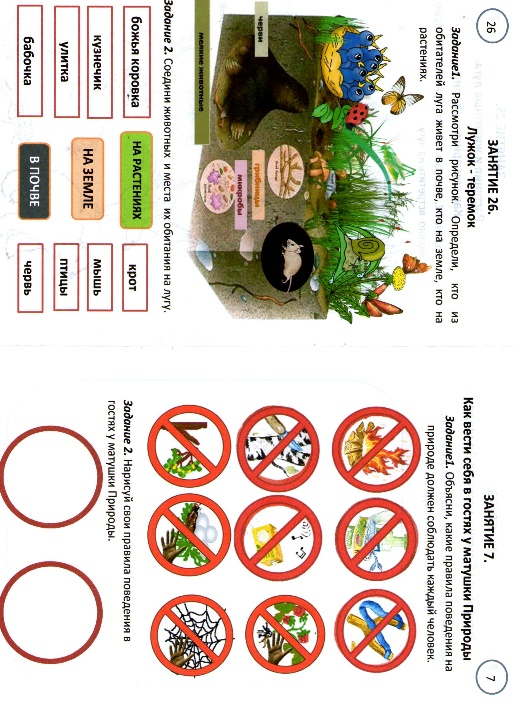 26
ЗАНЯТИЕ 26.
Лужок - теремок
Задание1. Рассмотри рисунок. Определи, кто из
обитателей луга живет в почве, кто на земле, кто на
растениях.
черви
грибницы
микробы
мелкие животные
Задание 2. Соедини животных и места их обитания на лугу.
божья коровка
кузнечик
улитка
бабочка
НА РАСТЕНИЯХ
НА ЗЕМЛЕ
В ПОЧВЕ
крот
мышь
птицы
червь
ЗАНЯТИЕ 7.
7
Как вести себя в гостях у матушки Природы
Задание1. Объясни, какие правила поведения на
природе должен соблюдать каждый человек.
Задание 2. Нарисуй свои правила поведения в
гостях у матушки Природы.